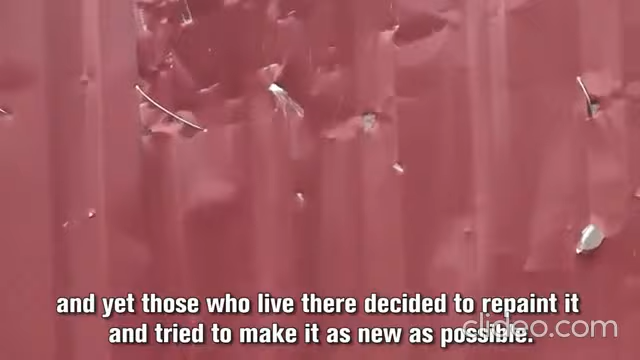 and yet those who live there decided to repaint it
and tried to make it as new as possible.
clideo.com